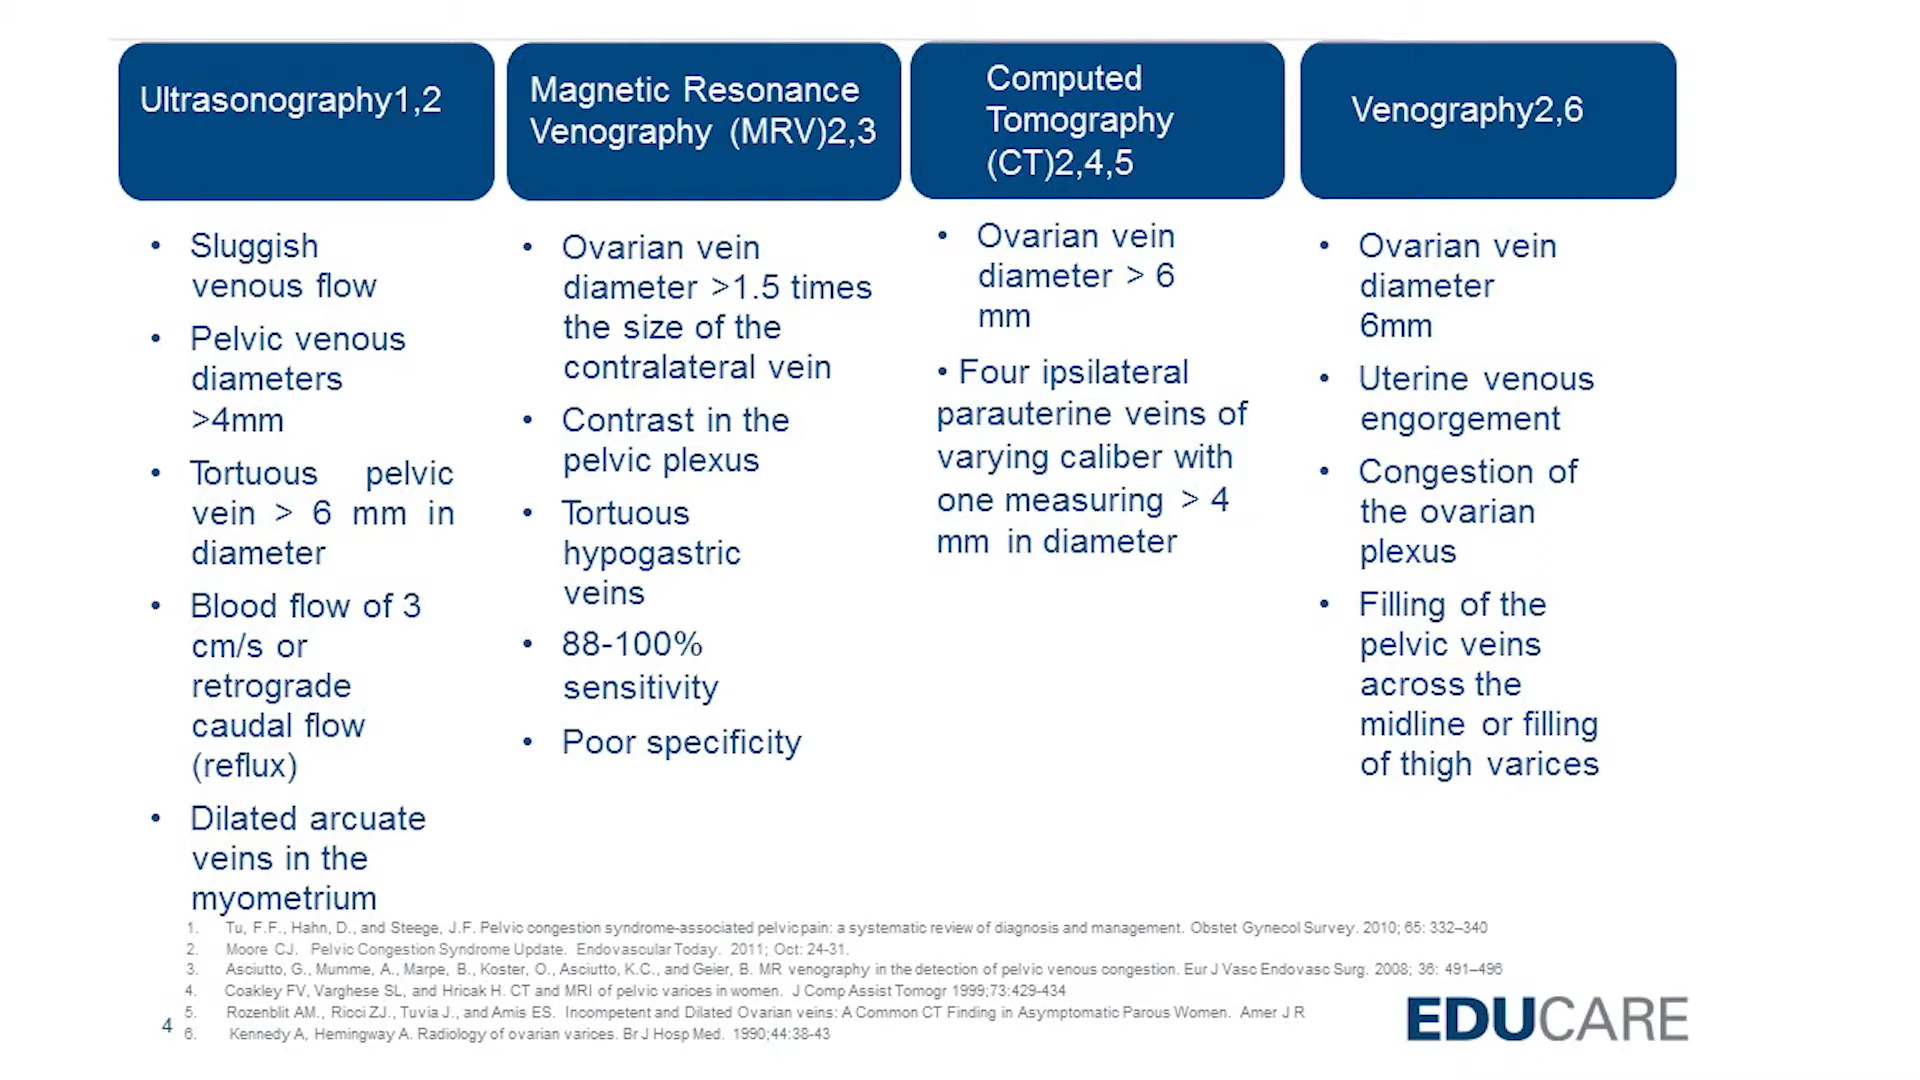 Ultrasonography1,2
• Sluggish
venous flow
• Pelvic venous
diameters
>4mm
• Tortuous pelvic
vein > 6 mm in
diameter
• Blood flow of 3
cm/s or
retrograde
caudal flow
(reflux)
• Dilated arcuate
veins in the
myometrium
Magnetic Resonance
Venography (MRV)2,3
• Ovarian vein
diameter >1.5 times
the size of the
contralateral vein
• Contrast in the
pelvic plexus
• Tortuous
hypogastric
veins
• 88-100%
sensitivity
• Poor specificity
Computed
Tomography
(CT)2,4,5
• Ovarian vein
diameter > 6
mm
• Four ipsilateral
parauterine veins of
varying caliber with
one measuring > 4
mm in diameter
Venography2,6
• Ovarian vein
diameter
6mm
• Uterine venous
engorgement
• Congestion of
the ovarian
plexus
• Filling of the
pelvic veins
across the
midline or filling
of thigh varices
1. Tu, F.F., Hahn, D., and Steege, J.F. Pelvic congestion syndrome-associated pelvic pain: a systematic review of diagnosis and management. Obstet Gynecol Survey. 2010; 65: 332–340
2. Moore CJ. Pelvic Congestion Syndrome Update. Endovascular Today. 2011; Oct: 24-31.
3. Asciutto, G., Mumme, A., Marpe, B., Koster, O., Asciutto, K.C., and Geier, B. MR venography in the detection of pelvic venous congestion. Eur J Vasc Endovasc Surg. 2008; 36: 491–496
4. Coakley FV, Varghese SL, and Hricak H. CT and MRI of pelvic varices in women. J Comp Assist Tomogr 1999;73:429-434
5. Rozenblit AM., Ricci ZJ., Tuvia J., and Amis ES. Incompetent and Dilated Ovarian veins: A Common CT Finding in Asymptomatic Parous Women. Amer J R
6. Kennedy A, Hemingway A. Radiology of ovarian varices. Br J Hosp Med. 1990;44:38-43
4
EDUCARE